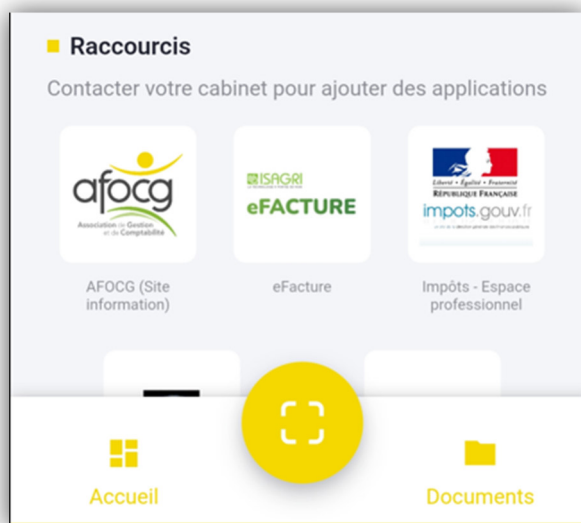 Raccourcis
Contacter votre cabinet pour ajouter des applications
afocg
Association de Gestion
et de Comptabilité
ISAGRI
eFACTURE
Liberté • Égalité • Fraternité
RÉPUBLIQUE FRANÇAISE
impots.gouv.fr
AFOCG (Site
information)
eFacture
Impôts - Espace
professionnel
Accueil
Documents